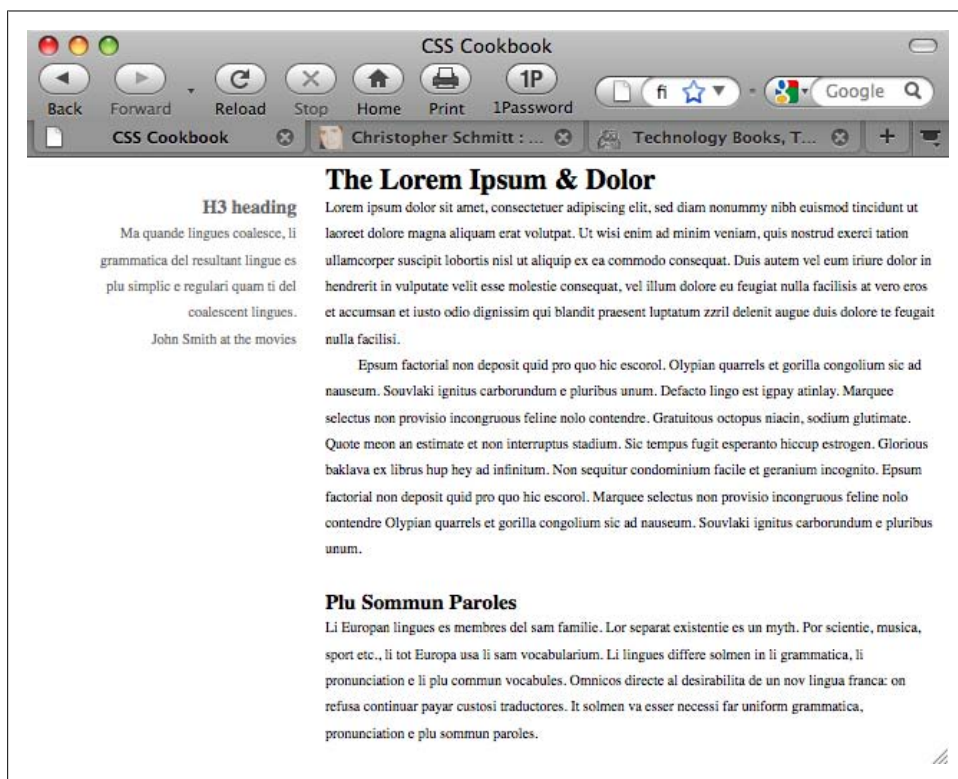 CSS Cookbook
1P
Back Forward Reload Stop Home Print 1Password
fi Google
CSS Cookbook Christopher Schmitt : ... Technology Books, T... +
H3 heading
Ma quande lingues coalesce, li
grammatica del resultant lingue es
plu simplic e regulari quam ti del
coalescent lingues.
John Smith at the movies
The Lorem Ipsum & Dolor
Lorem ipsum dolor sit amet, consectetuer adipiscing elit, sed diam nonummy nibh euismod tincidunt ut
laoreet dolore magna aliquam erat volutpat. Ut wisi enim ad minim veniam, quis nostrud exerci tation
ullamcorper suscipit lobortis nisl ut aliquip ex ea commodo consequat. Duis autem vel eum iriure dolor in
hendrerit in vulputate velit esse molestie consequat, vel illum dolore eu feugiat nulla facilisis at vero eros
et accumsan et iusto odio dignissim qui blandit praesent luptatum zzril delenit augue duis dolore te feugait
nulla facilisi.
Epsum factorial non deposit quid pro quo hic escorol. Olypian quarrels et gorilla congolium sic ad
nauseum. Souvlaki ignitus carborundum e pluribus unum. Defacto lingo est igpay atinlay. Marquee
selectus non provisio incongruous feline nolo contendre. Gratuitous octopus niacin, sodium glutimate.
Quote meon an estimate et non interruptus stadium. Sic tempus fugit esperanto hiccup estrogen. Glorious
baklava ex librus hup hey ad infinitum. Non sequitur condominium facile et geranium incognito. Epsum
factorial non deposit quid pro quo hic escorol. Marquee selectus non provisio incongruous feline nolo
contendre Olypian quarrels et gorilla congolium sic ad nauseum. Souvlaki ignitus carborundum e pluribus
unum.
Plu Sommun Paroles
Li Europan lingues es membres del sam familie. Lor separat existentie es un myth. Por scientie, musica,
sport etc., li tot Europa usa li sam vocabularium. Li lingues differe solmen in li grammatica, li
pronunciation e li plu commun vocabules. Omnicos directe al desirabilita de un nov lingua franca: on
refusa continuar payar custosi traductores. It solmen va esser necessi far uniform grammatica,
pronunciation e plu sommun paroles.